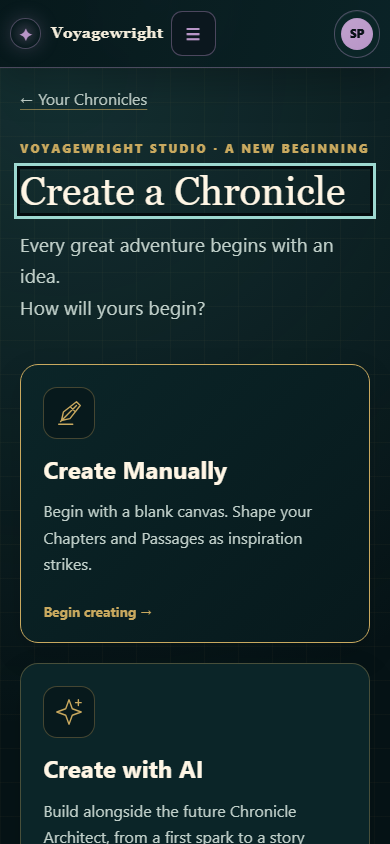 Voyagewright
SP
← Your Chronicles
VOYAGEWRIGHT STUDIO · A NEW BEGINNING
Create a Chronicle
Every great adventure begins with an
idea.
How will yours begin?
Create Manually
Begin with a blank canvas. Shape your
Chapters and Passages as inspiration
strikes.
Begin creating →
Create with AI
Build alongside the future Chronicle
Architect, from a first spark to a story